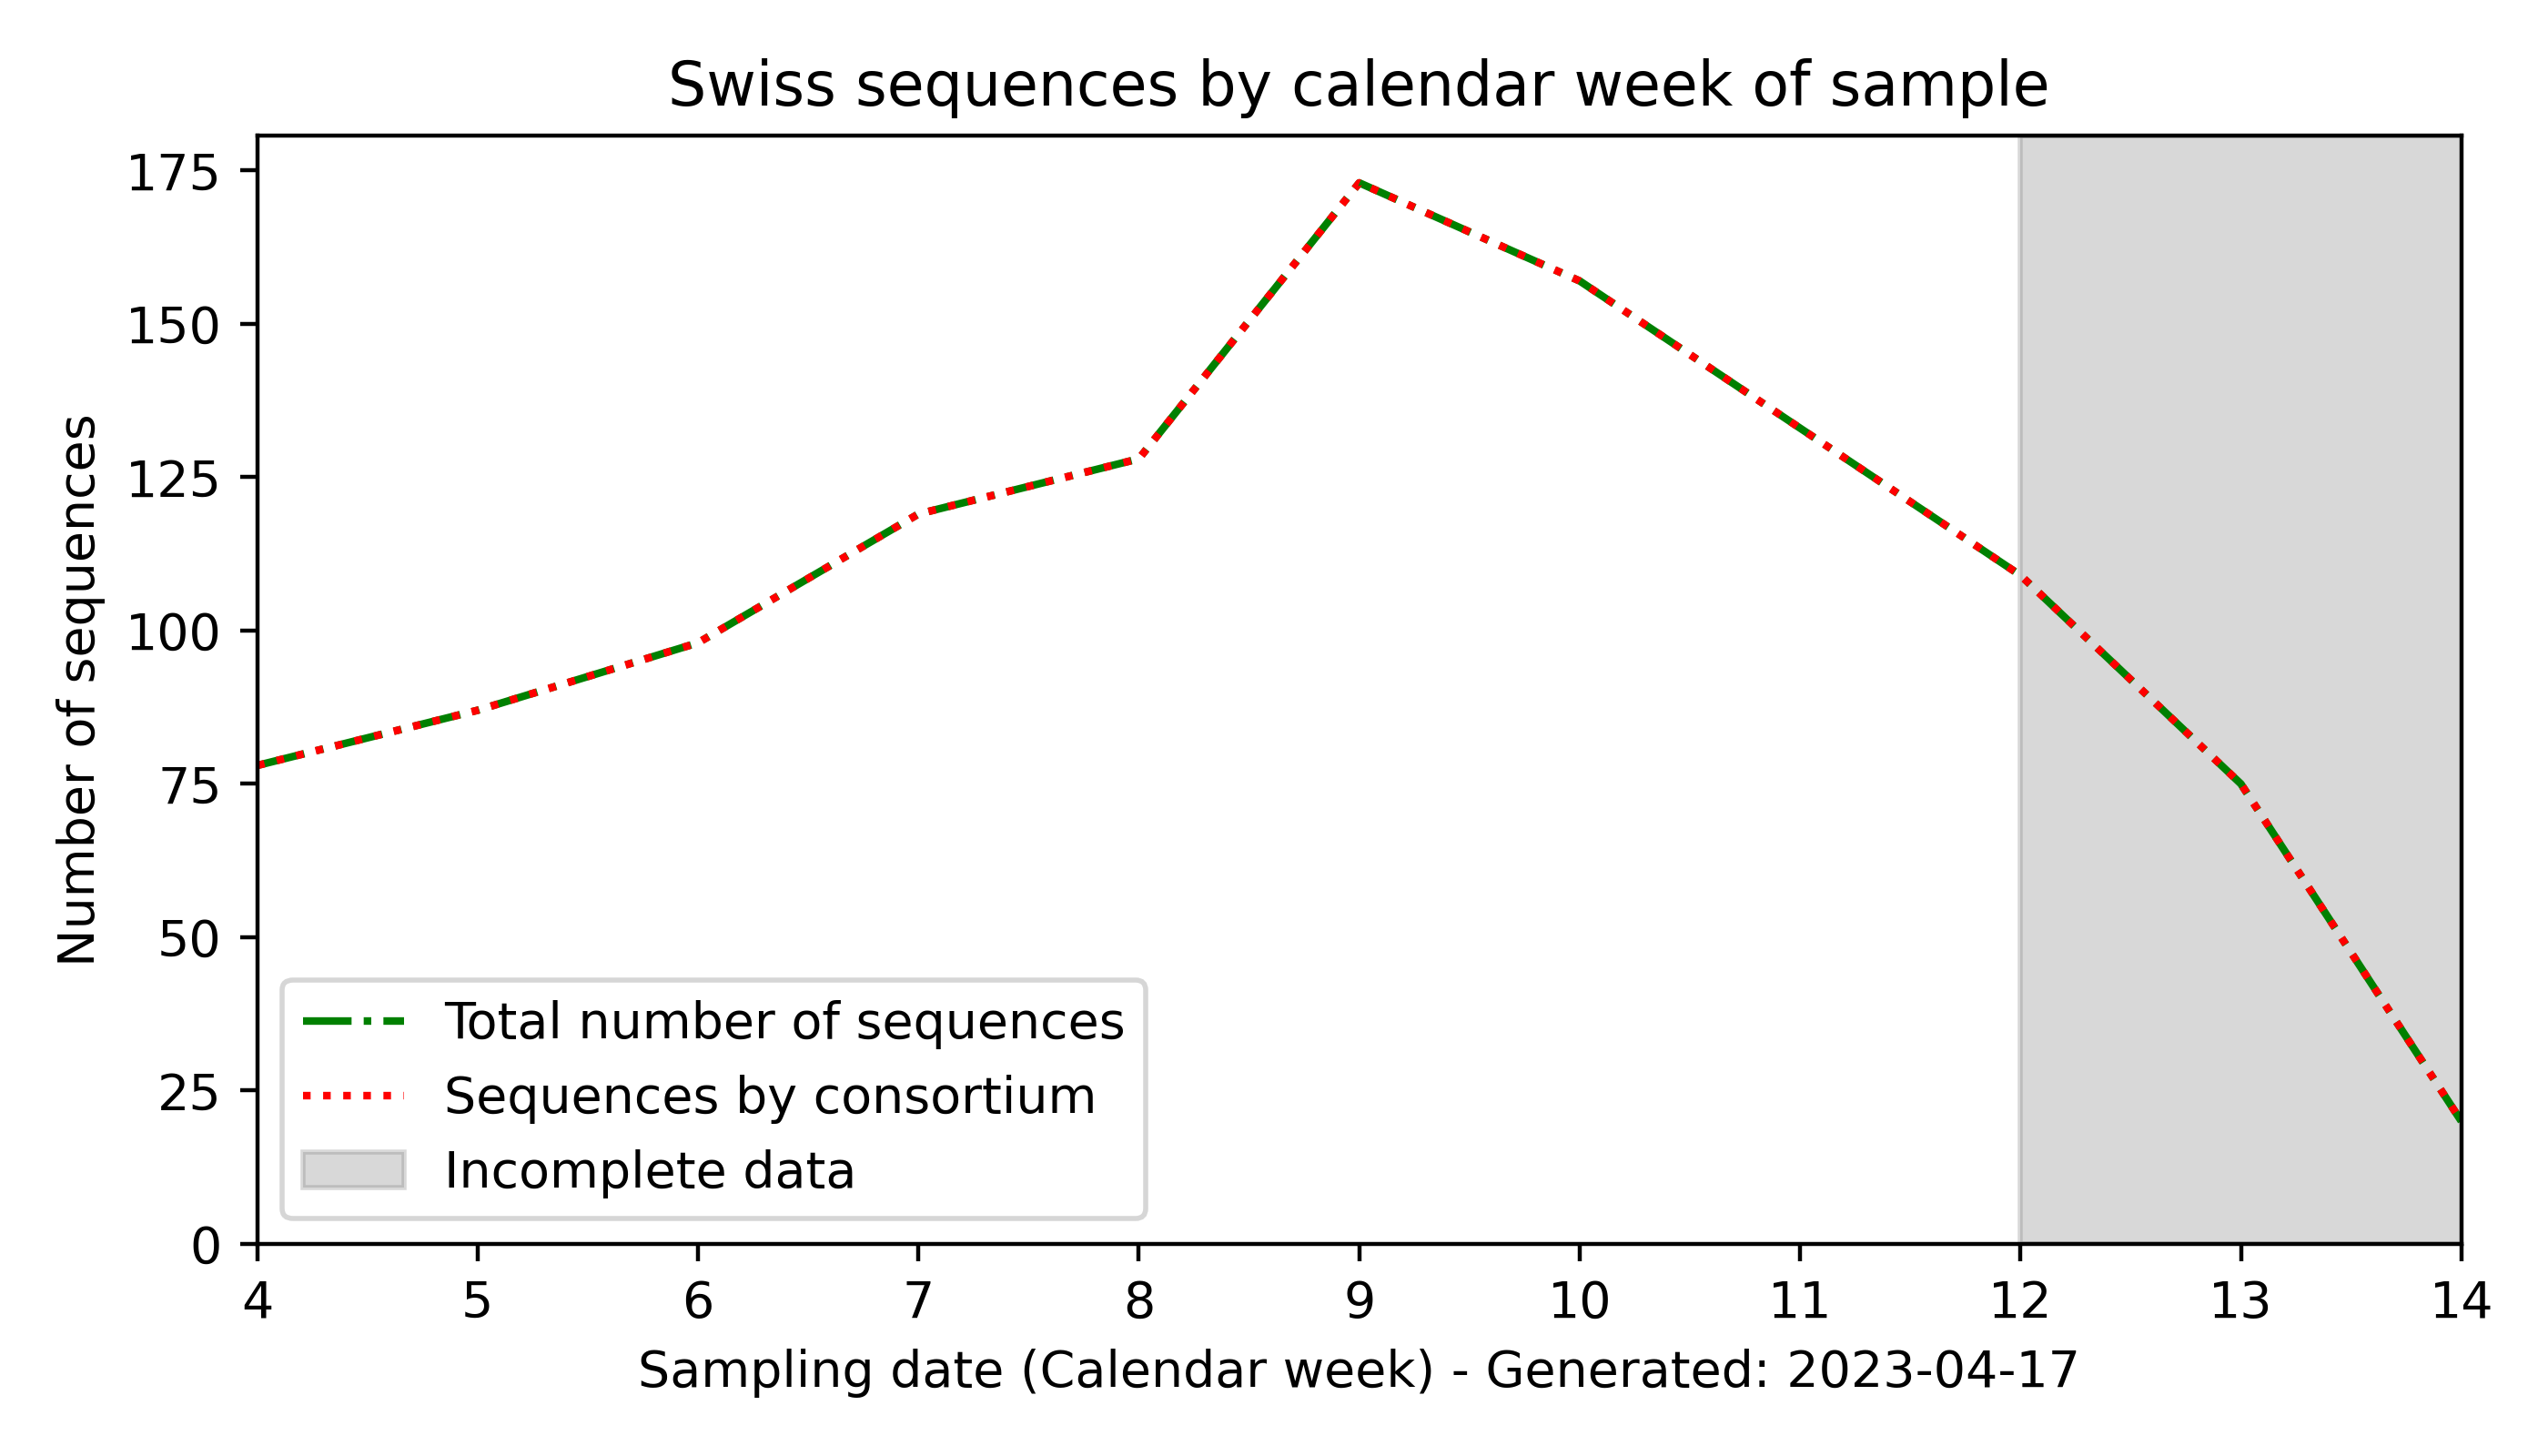 Swiss sequences by calendar week of sample
Number of sequences
175
150
125
100
75
50
25
0
Total number of sequences
Sequences by consortium
Incomplete data
4 5 6 7 8 9 10 11 12 13 14
Sampling date (Calendar week) - Generated: 2023-04-17